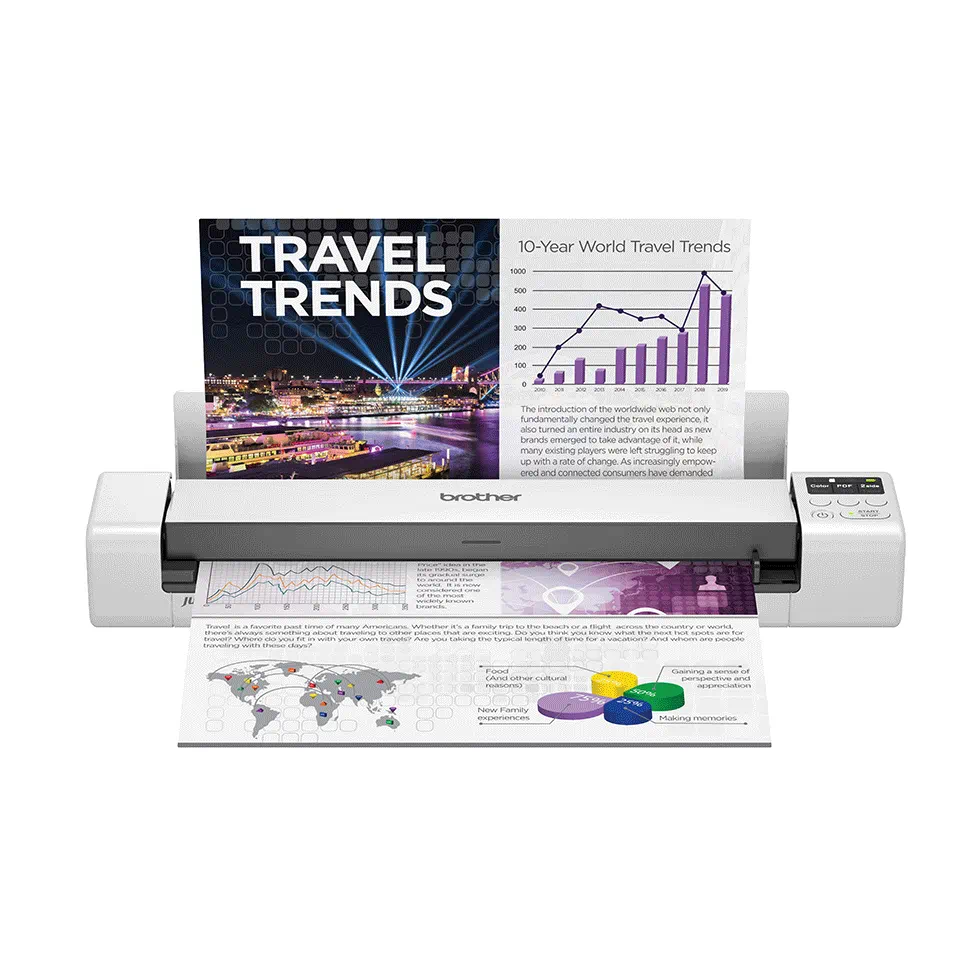 TRAVEL
TRENDS
10-Year World Travel Trends
1000
500
400
300
200
100
0
2010 2011 2012 2013 2014 2015 2016 2017 2018 2019
The introduction of the worldwide web not only
fundamentally changed the travel experience, it
also turned an entire industry on its head as new
brands emerged to take advantage of it, while
many existing players were left struggling to keep
up with a rate of change. As increasingly empow-
ered and connected consumers have demanded
brother
Color PDF 2side
START
STOP
Price" idea in the
late 1990s, began
its gradual surge
to around the
world. It is now
considered one
of the most
widely known
brands.
Travel is a favorite past time of many Americans. Whether it's a family trip to the beach or a flight across the country or world,
there's always something about traveling to other places that are exciting. Do you think you know what the next hot spots are for
travel? Where do you fit in with your own travels? Are you taking the typical length of time for a vacation? And whom are people
traveling with these days?
Food
(And other cultural
reasons)
Gaining a sense of
perspective and
appreciation
50%
75%
25%
New Family
experiences
Making memories